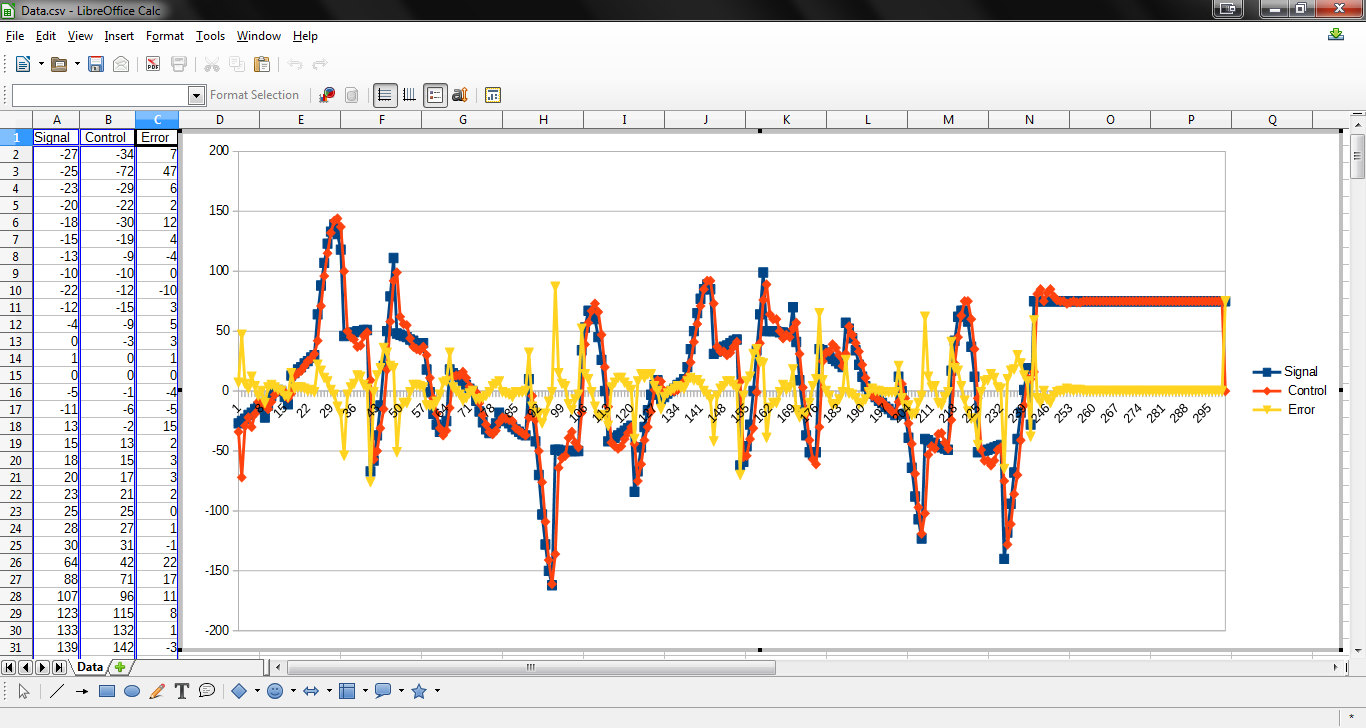 Data.csv - LibreOffice Calc
File Edit View Insert Format Tools Window Help
Format Selection
A B C D E F G H I J K L M N O P Q
1 Signal Control Error
2 -27 -34 7
3 -25 -72 47
4 -23 -29 6
5 -20 -22 2
6 -18 -30 12
7 -15 -19 4
8 -13 -9 -4
9 -10 -10 0
10 -22 -12 -10
11 -12 -15 3
12 -4 -9 5
13 0 -3 3
14 1 0 1
15 0 0 0
16 -5 -1 -4
17 -11 -6 -5
18 13 -2 15
19 15 13 2
20 18 15 3
21 20 17 3
22 23 21 2
23 25 25 0
24 28 27 1
25 30 31 -1
26 64 42 22
27 88 71 17
28 107 96 11
29 123 115 8
30 133 132 1
31 139 142 -3
200
150
100
50
0
-50
-100
-150
-200
1 8 15 22 29 36 43 50 57 64 71 78 85 92 99 106 113 120 127 134 141 148 155 162 169 176 183 190 197 204 211 218 225 232 239 246 253 260 267 274 281 288 295
Signal
Control
Error
Data